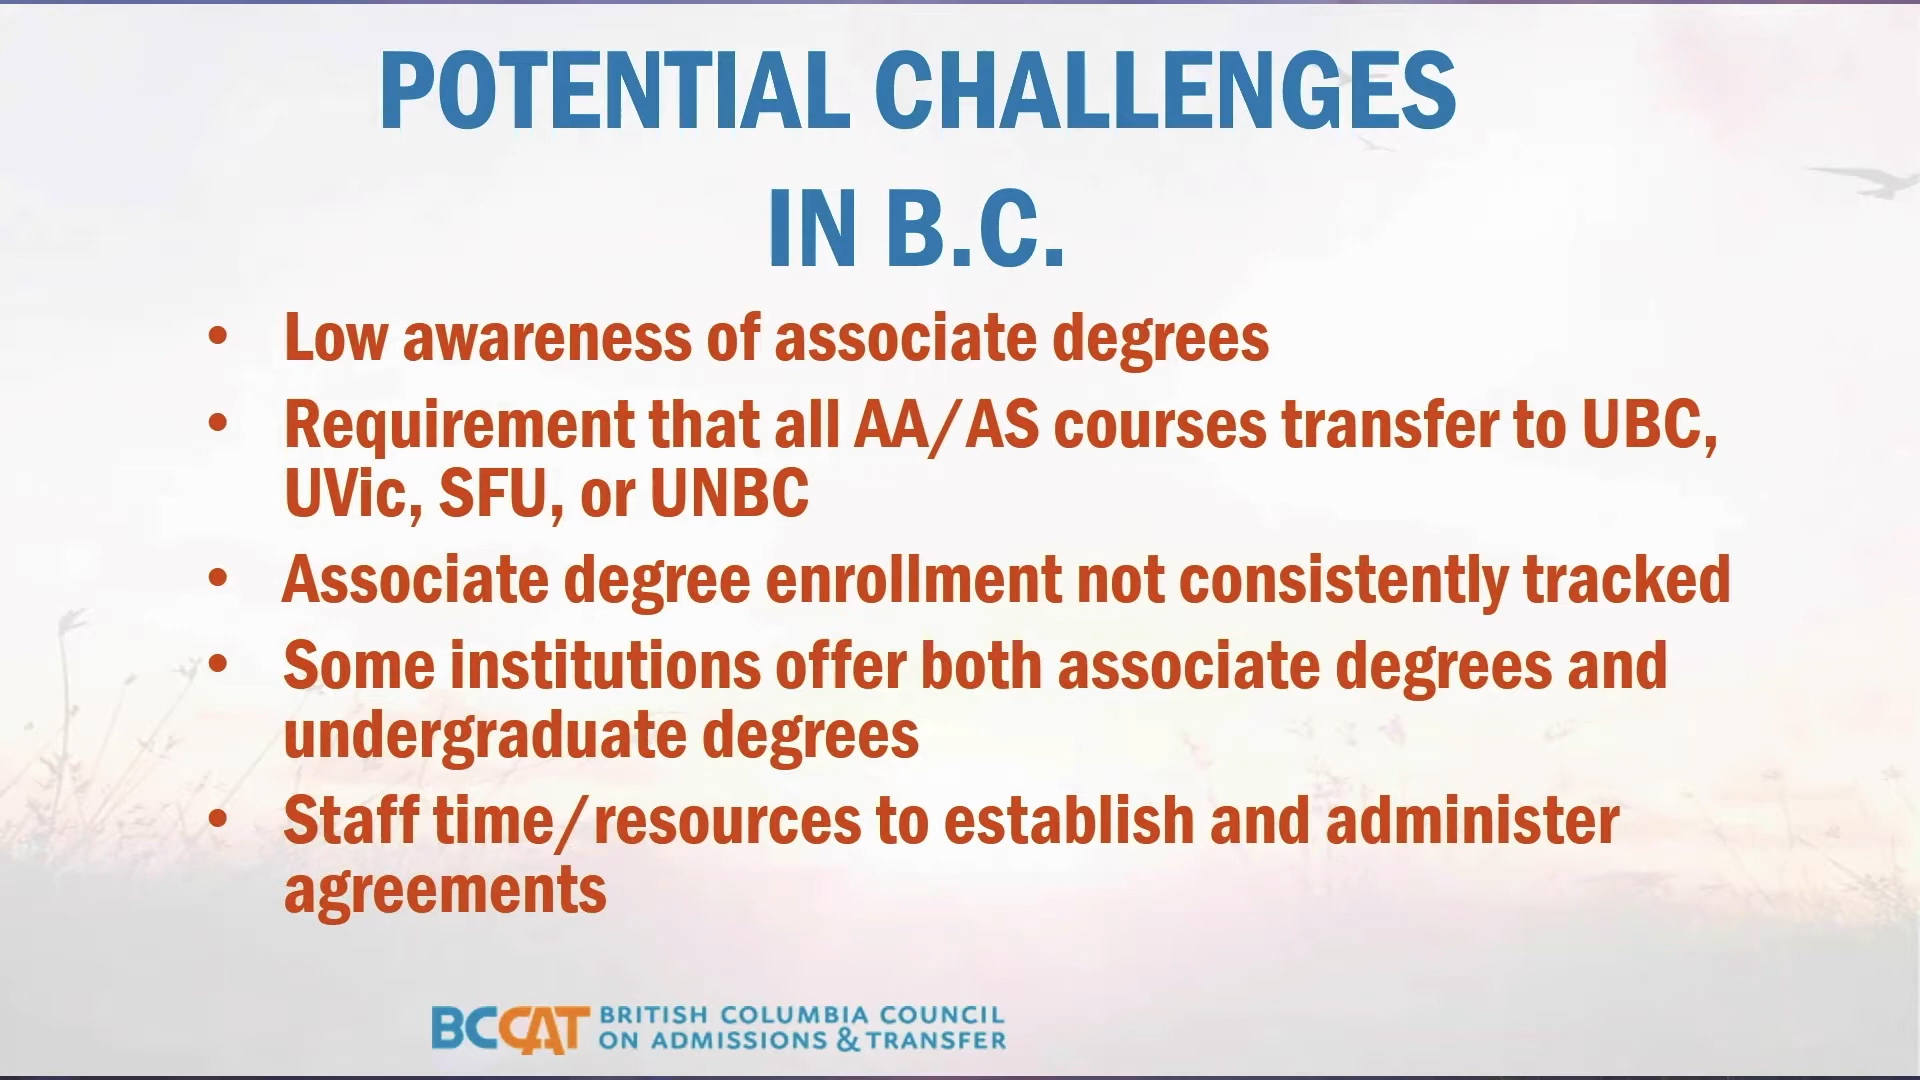 POTENTIAL CHALLENGES
IN B.C.
• Low awareness of associate degrees
• Requirement that all AA/AS courses transfer to UBC,
UVic, SFU, or UNBC
• Associate degree enrollment not consistently tracked
• Some institutions offer both associate degrees and
undergraduate degrees
• Staff time/resources to establish and administer
agreements
BCCAT BRITISH COLUMBIA COUNCIL
ON ADMISSIONS & TRANSFER